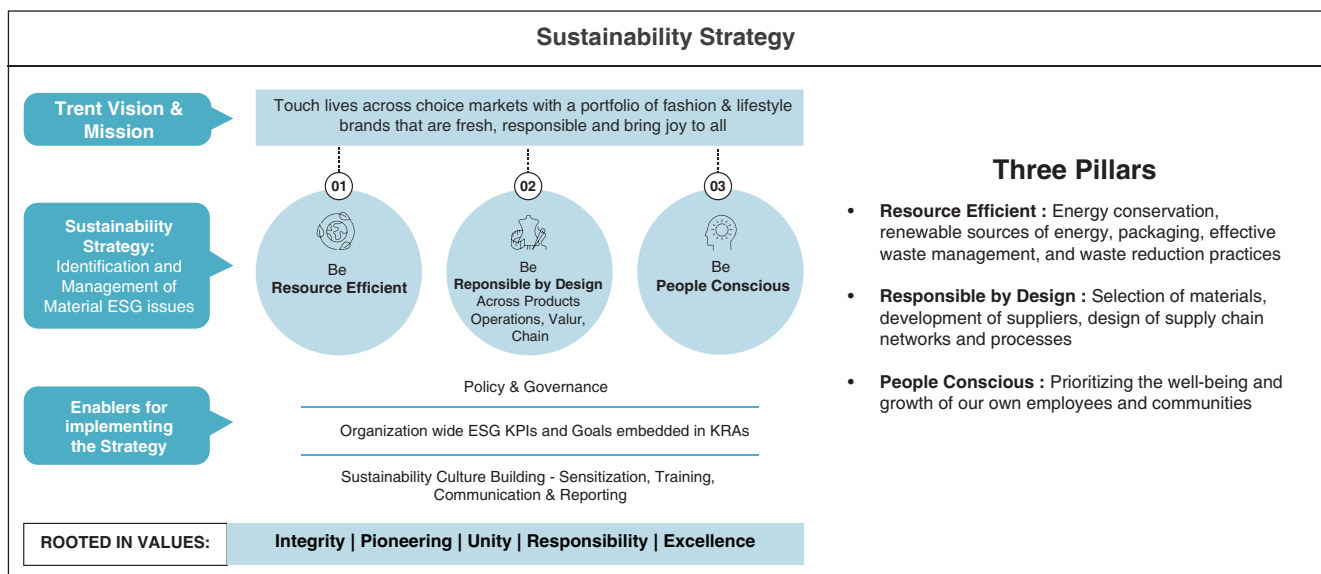 Sustainability Strategy
Trent Vision &
Mission
Touch lives across choice markets with a portfolio of fashion & lifestyle
brands that are fresh, responsible and bring joy to all
Sustainability
Strategy:
Identification and
Management of
Material ESG issues
01
Be
Resource Efficient
02
Be
Reponsible by Design
Across Products
Operations, Valur,
Chain
03
Be
People Conscious
Enablers for
implementing
the Strategy
Policy & Governance
Organization wide ESG KPIs and Goals embedded in KRAs
Sustainability Culture Building - Sensitization, Training,
Communication & Reporting
ROOTED IN VALUES:
Integrity | Pioneering | Unity | Responsibility | Excellence
Three Pillars
• Resource Efficient : Energy conservation,
renewable sources of energy, packaging, effective
waste management, and waste reduction practices
• Responsible by Design : Selection of materials,
development of suppliers, design of supply chain
networks and processes
• People Conscious : Prioritizing the well-being and
growth of our own employees and communities